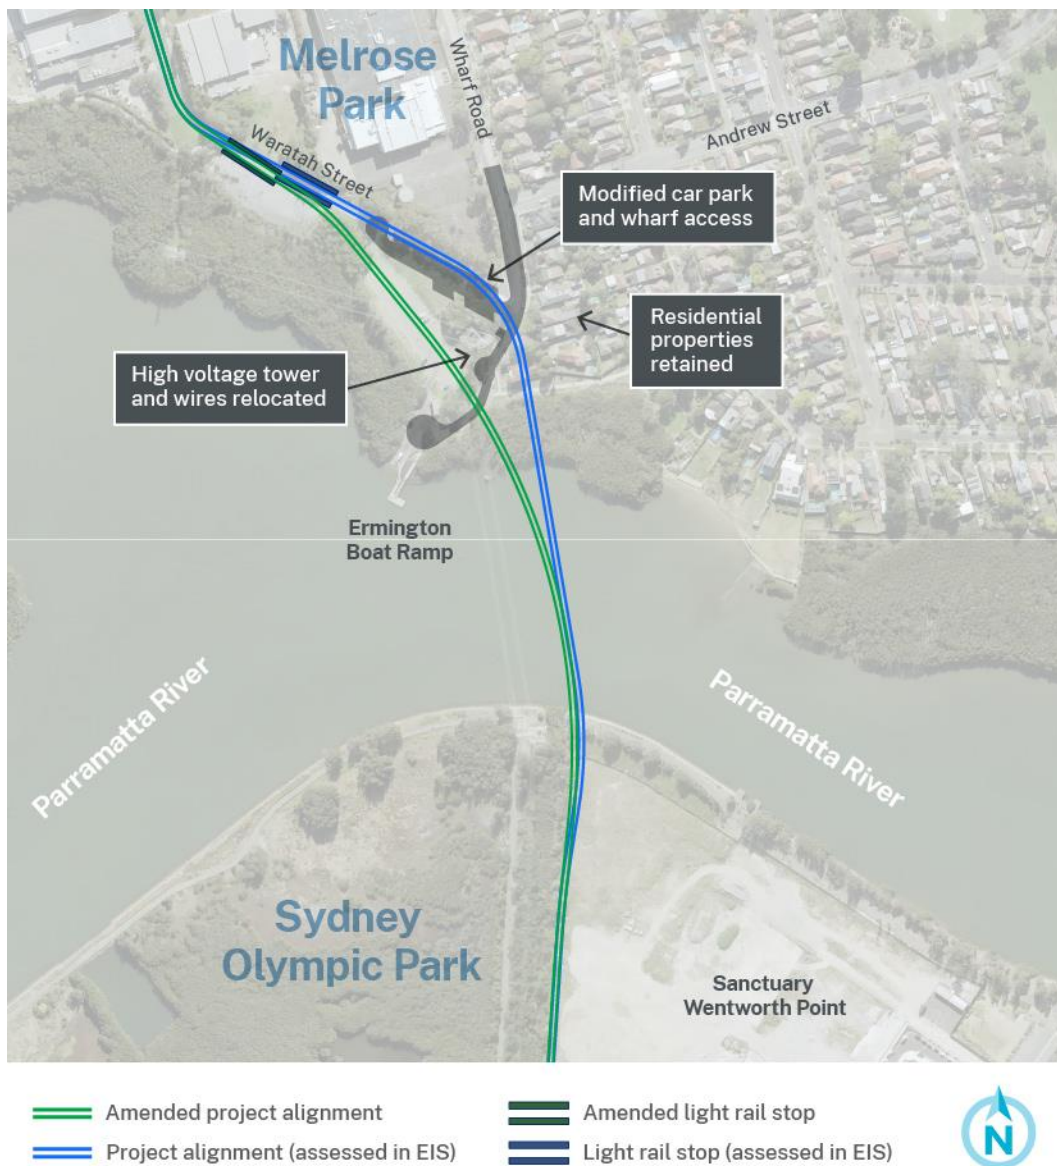 Melrose
Park
Wharf Road
Andrew Street
Waratah Street
Modified car park
and wharf access
Residential
properties
retained
High voltage tower
and wires relocated
Ermington
Boat Ramp
Parramatta River
Parramatta River
Sydney
Olympic Park
Sanctuary
Wentworth Point
Amended project alignment
Amended light rail stop
Project alignment (assessed in EIS)
Light rail stop (assessed in EIS)
N